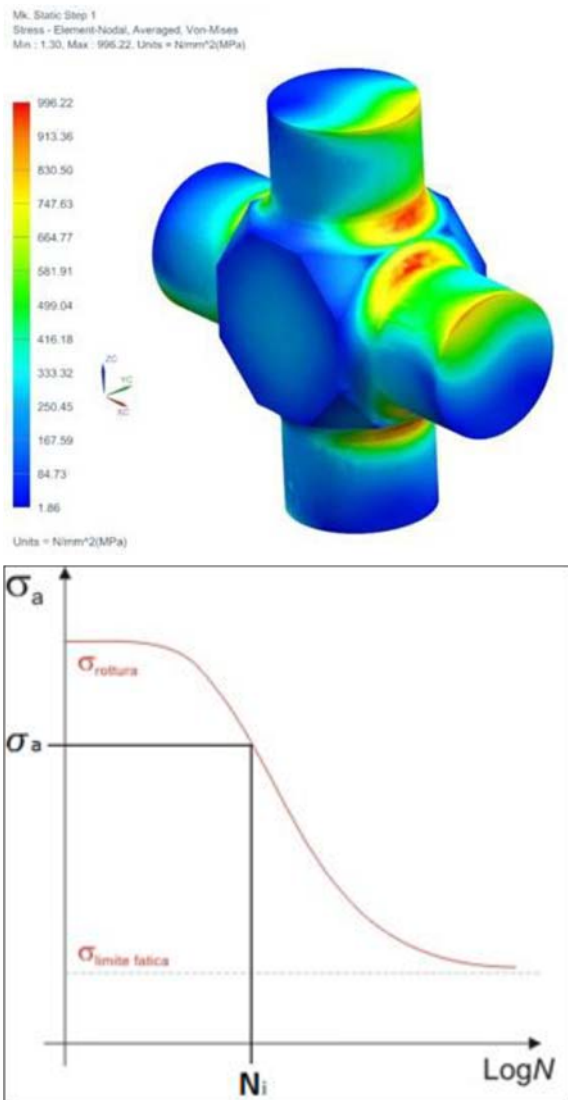 Mk. Static Step 1
Stress - Element-Nodal, Averaged, Von-Mises
Min : 1.30, Max : 996.22, Units = N/mm^2(MPa)
996.22
913.36
830.50
747.63
664.77
581.91
499.04
416.18
333.32
250.45
167.59
84.73
1.86
ZC
YC
XC
Units = N/mm^2(MPa)
σa
σrottura
σa
σlimite fatica
LogN
Ni